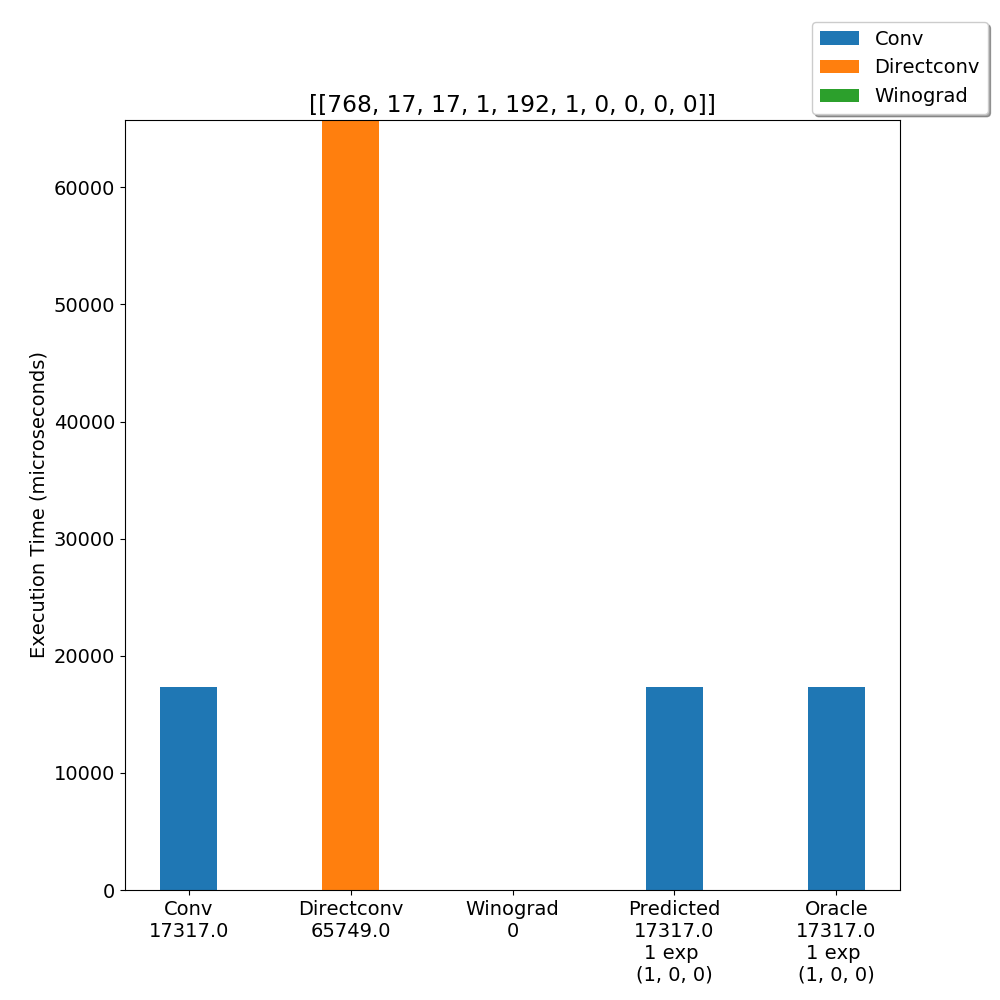 Conv
Directconv
Winograd
[[768, 17, 17, 1, 192, 1, 0, 0, 0, 0]]
Execution Time (microseconds)
60000
50000
40000
30000
20000
10000
0
Conv
17317.0
Directconv
65749.0
Winograd
0
Predicted
17317.0
1 exp
(1, 0, 0)
Oracle
17317.0
1 exp
(1, 0, 0)